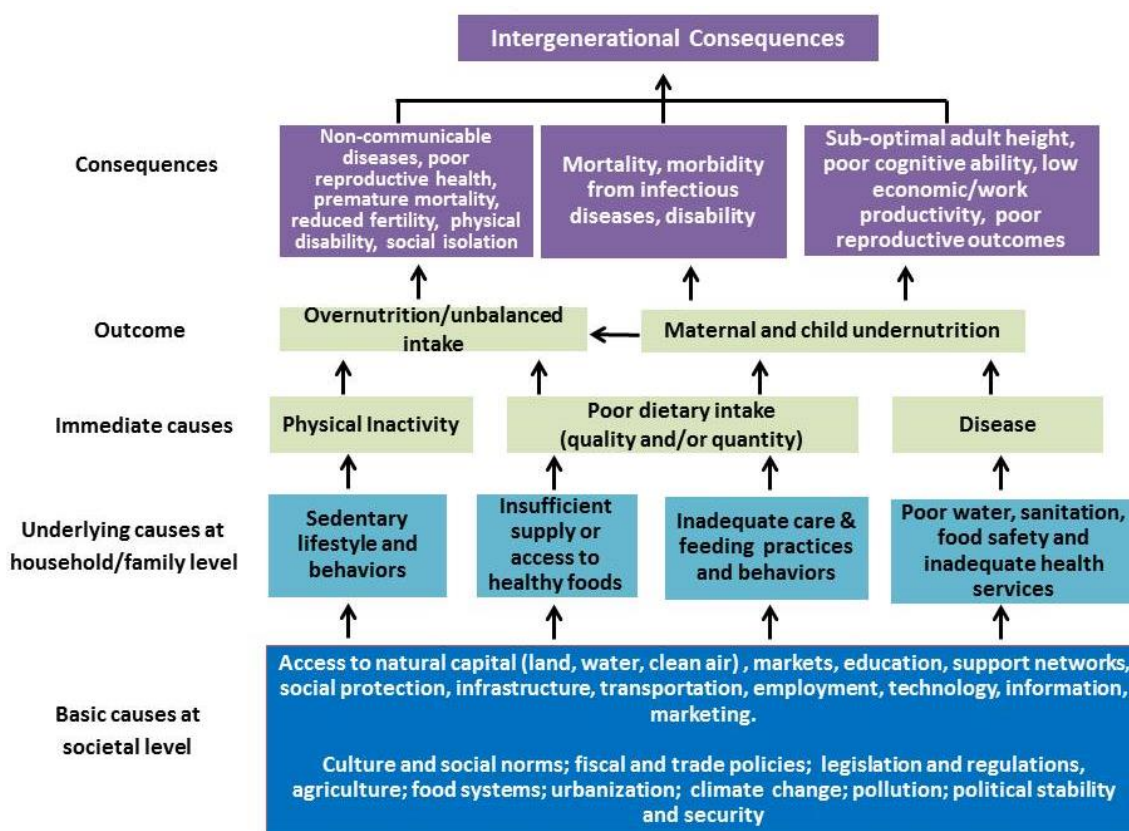 Intergenerational Consequences
Consequences
Non-communicable
diseases, poor
reproductive health,
premature mortality,
reduced fertility, physical
disability, social isolation
Mortality, morbidity
from infectious
diseases, disability
Sub-optimal adult height,
poor cognitive ability, low
economic/work
productivity, poor
reproductive outcomes
Outcome
Overnutrition/unbalanced
intake
Maternal and child undernutrition
Immediate causes
Physical Inactivity
Poor dietary intake
(quality and/or quantity)
Disease
Underlying causes at
household/family level
Sedentary
lifestyle and
behaviors
Insufficient
supply or
access to
healthy foods
Inadequate care &
feeding practices
and behaviors
Poor water, sanitation,
food safety and
inadequate health
services
Basic causes at
societal level
Access to natural capital (land, water, clean air) , markets, education, support networks,
social protection, infrastructure, transportation, employment, technology, information,
marketing.
Culture and social norms; fiscal and trade policies; legislation and regulations,
agriculture; food systems; urbanization; climate change; pollution; political stability
and security